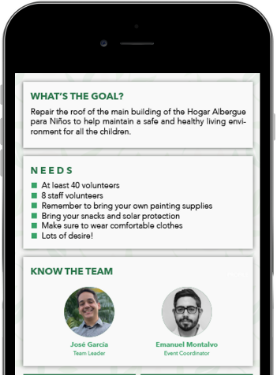 WHAT'S THE GOAL?
Repair the roof of the main building of the Hogar Albergue
para Niños to help maintain a safe and healthy living envi-
ronment for all the children.
NEEDS
At least 40 volunteers
8 staff volunteers
Remember to bring your own painting supplies
Bring your snacks and solar protection
Make sure to wear comfortable clothes
Lots of desire!
KNOW THE TEAM
José García
Team Leader
Emanuel Montalvo
Event Coordinator